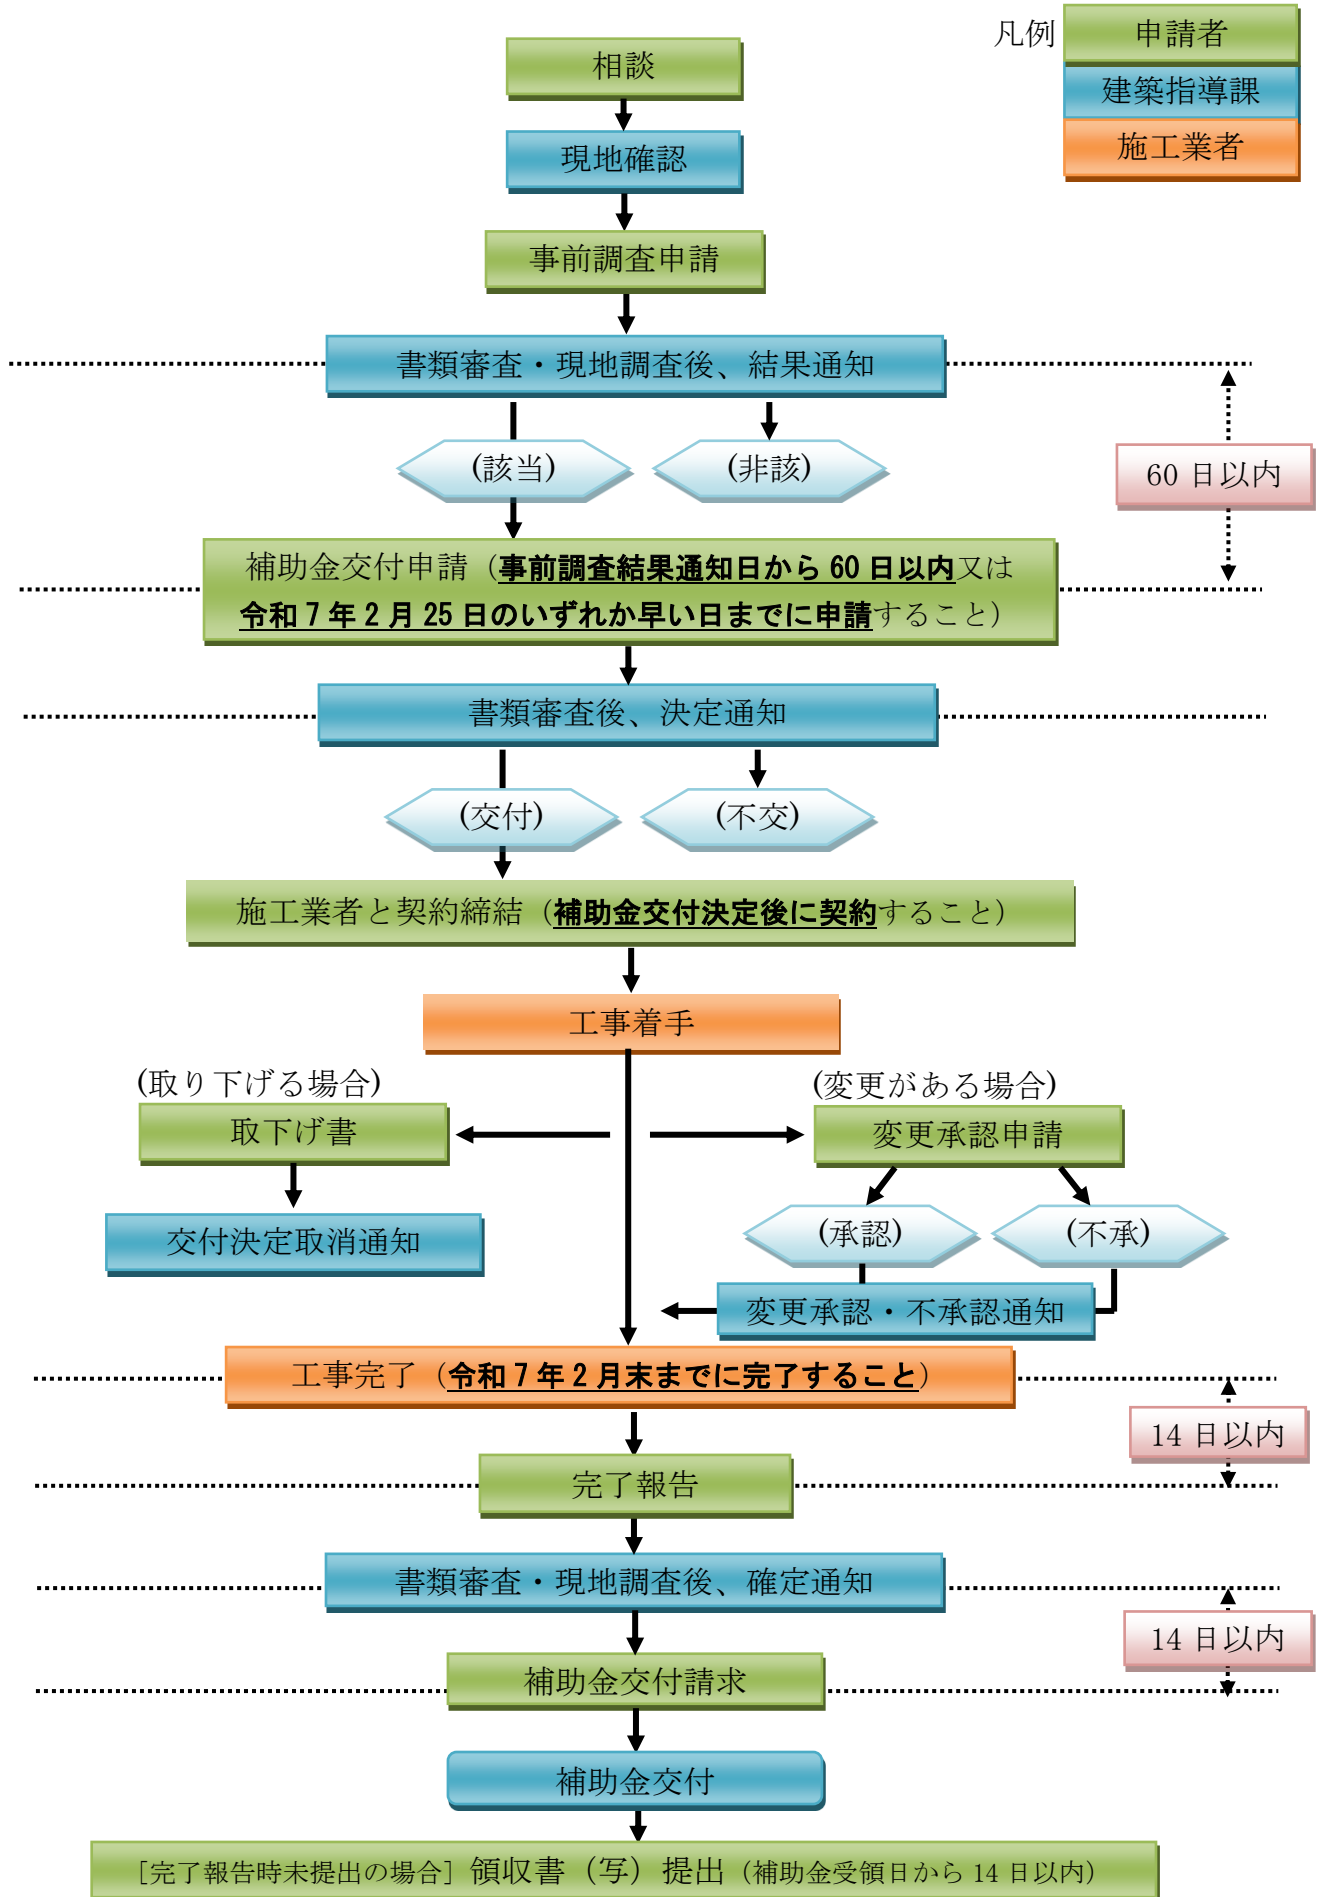 凡例
申請者
建築指導課
施工業者
相談
現地確認
事前調査申請
書類審査・現地調査後、結果通知
(該当)
(非該)
60 日以内
補助金交付申請（事前調査結果通知日から 60 日以内又は
令和 7 年 2 月 25 日のいずれか早い日までに申請すること）
書類審査後、決定通知
(交付)
(不交)
施工業者と契約締結（補助金交付決定後に契約すること）
工事着手
(取り下げる場合)
取下げ書
交付決定取消通知
(変更がある場合)
変更承認申請
(承認)
(不承)
変更承認・不承認通知
工事完了（令和 7 年 2 月末までに完了すること）
14 日以内
完了報告
書類審査・現地調査後、確定通知
14 日以内
補助金交付請求
補助金交付
［完了報告時未提出の場合］領収書（写）提出（補助金受領日から 14 日以内）